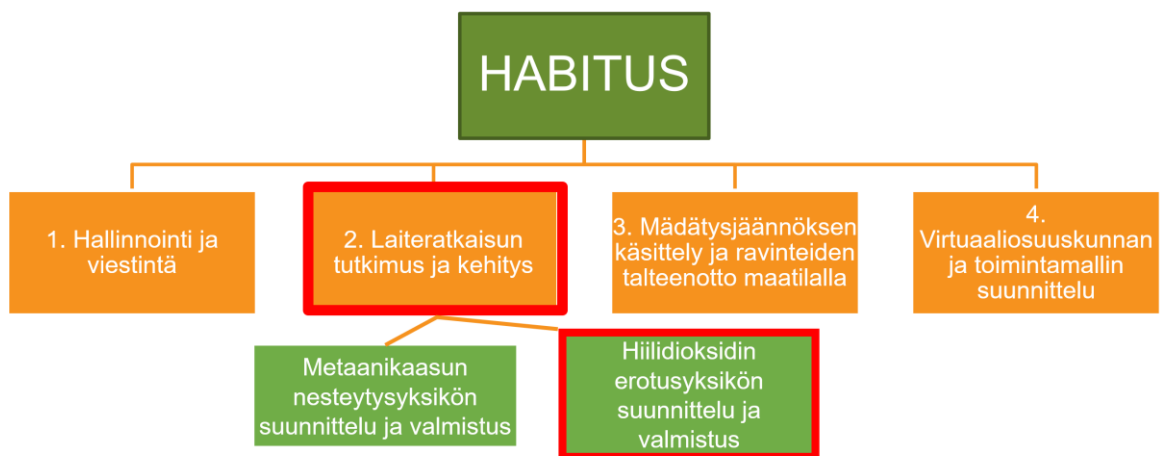 HABITUS
1. Hallinnointi ja
viestintä
2. Laiteratkaisun
tutkimus ja kehitys
3. Mädätysjäännöksen
käsittely ja ravinteiden
talteenotto maatilalla
4.
Virtuaaliosuuskunnan
ja toimintamallin
suunnittelu
Metaanikaasun
nesteytysyksikön
suunnittelu ja valmistus
Hiilidioksidin
erotusyksikön
suunnittelu ja
valmistus